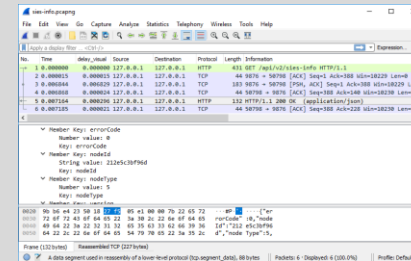 sies-info.pcapng
File Edit View Go Capture Analyze Statistics Telephony Wireless Tools Help
Apply a display filter ... <Ctrl-/>
Expression...
No. Time delay_visual Source Destination Protocol Length Information
1 0.000000 0.000000 127.0.0.1 127.0.0.1 HTTP 431 GET /api/v2/sies-info HTTP/1.1
2 0.000015 0.000015 127.0.0.1 127.0.0.1 TCP 44 9876 → 50798 [ACK] Seq=1 Ack=388 Win=10229 Len=0
3 0.006844 0.006829 127.0.0.1 127.0.0.1 TCP 183 9876 → 50798 [PSH, ACK] Seq=1 Ack=388 Win=10229 Len=
4 0.006868 0.000024 127.0.0.1 127.0.0.1 TCP 44 50798 → 9876 [ACK] Seq=388 Ack=140 Win=10230 Len=
5 0.007164 0.000296 127.0.0.1 127.0.0.1 HTTP 132 HTTP/1.1 200 OK (application/json)
6 0.007185 0.000021 127.0.0.1 127.0.0.1 TCP 44 50798 → 9876 [ACK] Seq=388 Ack=228 Win=10230 Len=
Member Key: errorCode
Number value: 0
Key: errorCode
Member Key: nodeId
String value: 212e5c3bf96d
Key: nodeId
Member Key: nodeType
Number value: 5
Key: nodeType
0020 9b b6 e4 23 50 18 27 f5 05 e1 00 00 7b 22 65 72
0030 72 6f 72 43 6f 64 65 22 3a 30 2c 22 6e 6f 64 65 rorCode" :0,"node
0040 49 64 22 3a 22 32 31 32 65 35 63 33 62 66 39 36 Id":"212 e5c3bf96
0050 64 22 2c 22 6e 6f 64 65 54 79 70 65 22 3a 35 2c d","node Type":5,
Frame (132 bytes) Reassembled TCP (227 bytes)
A data segment used in reassembly of a lower-level protocol (tcp.segment_data), 88 bytes Packets: 6 · Displayed: 6 (100.0%) Profile: Defau